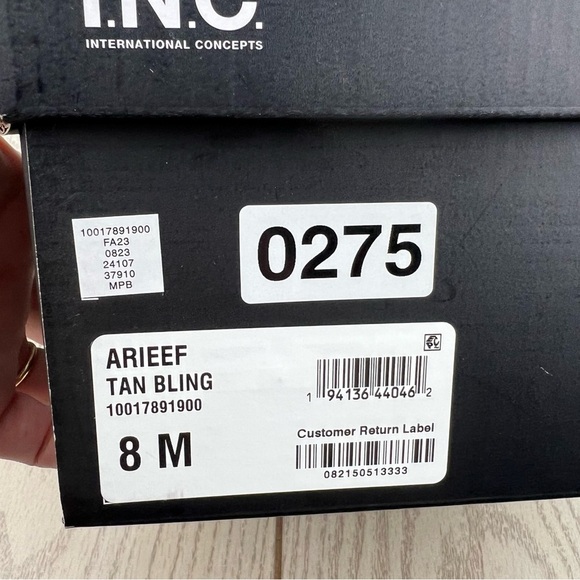 I.N.C.
INTERNATIONAL CONCEPTS
10017891900
FA23
0823
24107
37910
MPB
0275
ARIEEF
TAN BLING
10017891900
8 M
1 94136 44046 2
Customer Return Label
082150513333